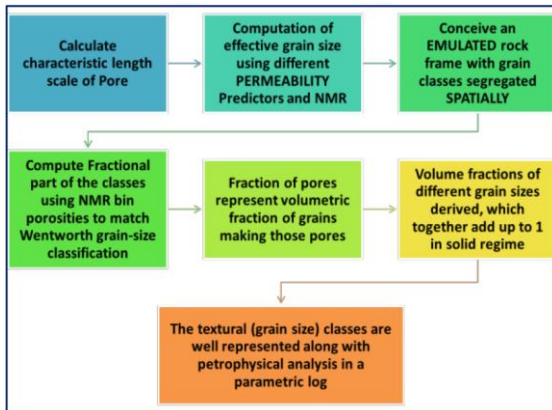 Calculate
characteristic length
scale of Pore
Computation of
effective grain size
using different
PERMEABILITY
Predictors and NMR
Conceive an
EMULATED rock
frame with grain
classes segregated
SPATIALLY
Compute Fractional
part of the classes
using NMR bin
porosities to match
Wentworth grain-size
classification
Fraction of pores
represent volumetric
fraction of grains
making those pores
Volume fractions of
different grain sizes
derived, which
together add up to 1
in solid regime
The textural (grain size) classes are
well represented along with
petrophysical analysis in a
parametric log